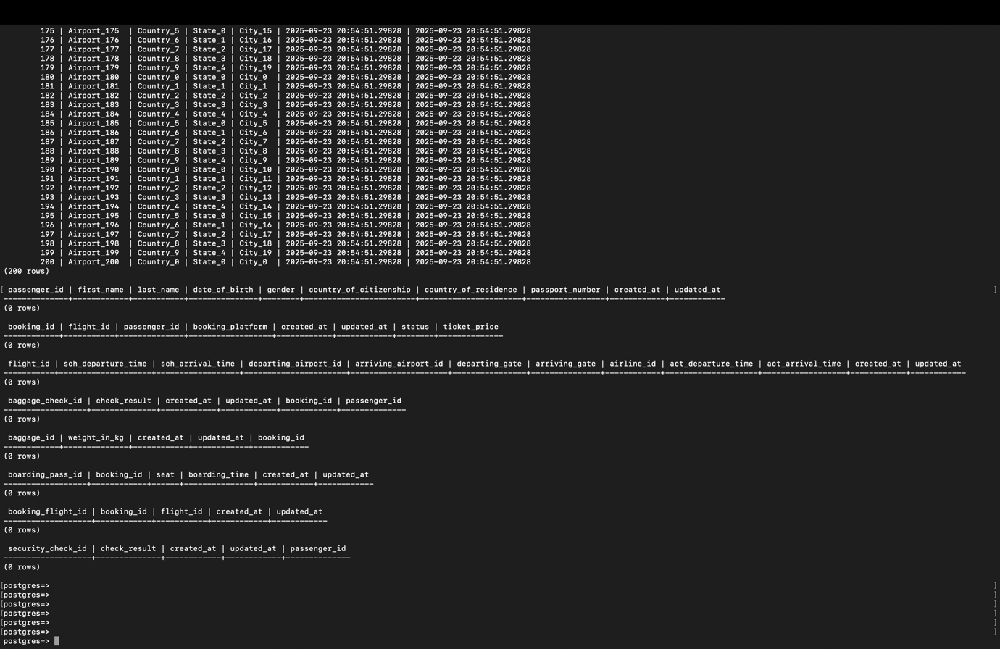 175 | Airport_175 | Country_5 | State_0 | City_15 | 2025-09-23 20:54:51.29828 | 2025-09-23 20:54:51.29828
176 | Airport_176 | Country_6 | State_1 | City_16 | 2025-09-23 20:54:51.29828 | 2025-09-23 20:54:51.29828
177 | Airport_177 | Country_7 | State_2 | City_17 | 2025-09-23 20:54:51.29828 | 2025-09-23 20:54:51.29828
178 | Airport_178 | Country_8 | State_3 | City_18 | 2025-09-23 20:54:51.29828 | 2025-09-23 20:54:51.29828
179 | Airport_179 | Country_9 | State_4 | City_19 | 2025-09-23 20:54:51.29828 | 2025-09-23 20:54:51.29828
180 | Airport_180 | Country_0 | State_0 | City_0 | 2025-09-23 20:54:51.29828 | 2025-09-23 20:54:51.29828
181 | Airport_181 | Country_1 | State_1 | City_1 | 2025-09-23 20:54:51.29828 | 2025-09-23 20:54:51.29828
182 | Airport_182 | Country_2 | State_2 | City_2 | 2025-09-23 20:54:51.29828 | 2025-09-23 20:54:51.29828
183 | Airport_183 | Country_3 | State_3 | City_3 | 2025-09-23 20:54:51.29828 | 2025-09-23 20:54:51.29828
184 | Airport_184 | Country_4 | State_4 | City_4 | 2025-09-23 20:54:51.29828 | 2025-09-23 20:54:51.29828
185 | Airport_185 | Country_5 | State_0 | City_5 | 2025-09-23 20:54:51.29828 | 2025-09-23 20:54:51.29828
186 | Airport_186 | Country_6 | State_1 | City_6 | 2025-09-23 20:54:51.29828 | 2025-09-23 20:54:51.29828
187 | Airport_187 | Country_7 | State_2 | City_7 | 2025-09-23 20:54:51.29828 | 2025-09-23 20:54:51.29828
188 | Airport_188 | Country_8 | State_3 | City_8 | 2025-09-23 20:54:51.29828 | 2025-09-23 20:54:51.29828
189 | Airport_189 | Country_9 | State_4 | City_9 | 2025-09-23 20:54:51.29828 | 2025-09-23 20:54:51.29828
190 | Airport_190 | Country_0 | State_0 | City_10 | 2025-09-23 20:54:51.29828 | 2025-09-23 20:54:51.29828
191 | Airport_191 | Country_1 | State_1 | City_11 | 2025-09-23 20:54:51.29828 | 2025-09-23 20:54:51.29828
192 | Airport_192 | Country_2 | State_2 | City_12 | 2025-09-23 20:54:51.29828 | 2025-09-23 20:54:51.29828
193 | Airport_193 | Country_3 | State_3 | City_13 | 2025-09-23 20:54:51.29828 | 2025-09-23 20:54:51.29828
194 | Airport_194 | Country_4 | State_4 | City_14 | 2025-09-23 20:54:51.29828 | 2025-09-23 20:54:51.29828
195 | Airport_195 | Country_5 | State_0 | City_15 | 2025-09-23 20:54:51.29828 | 2025-09-23 20:54:51.29828
196 | Airport_196 | Country_6 | State_1 | City_16 | 2025-09-23 20:54:51.29828 | 2025-09-23 20:54:51.29828
197 | Airport_197 | Country_7 | State_2 | City_17 | 2025-09-23 20:54:51.29828 | 2025-09-23 20:54:51.29828
198 | Airport_198 | Country_8 | State_3 | City_18 | 2025-09-23 20:54:51.29828 | 2025-09-23 20:54:51.29828
199 | Airport_199 | Country_9 | State_4 | City_19 | 2025-09-23 20:54:51.29828 | 2025-09-23 20:54:51.29828
200 | Airport_200 | Country_0 | State_0 | City_0 | 2025-09-23 20:54:51.29828 | 2025-09-23 20:54:51.29828
(200 rows)
[ passenger_id | first_name | last_name | date_of_birth | gender | country_of_citizenship | country_of_residence | passport_number | created_at | updated_at ]
--------------+------------+-----------+---------------+--------+------------------------+----------------------+-----------------+------------+------------
(0 rows)
booking_id | flight_id | passenger_id | booking_platform | created_at | updated_at | status | ticket_price
------------+-----------+--------------+------------------+------------+------------+--------+--------------
(0 rows)
flight_id | sch_departure_time | sch_arrival_time | departing_airport_id | arriving_airport_id | departing_gate | arriving_gate | airline_id | act_departure_time | act_arrival_time | created_at | updated_at
-----------+--------------------+------------------+----------------------+---------------------+----------------+---------------+------------+--------------------+------------------+------------+------------
(0 rows)
baggage_check_id | check_result | created_at | updated_at | booking_id | passenger_id
------------------+--------------+------------+------------+------------+--------------
(0 rows)
baggage_id | weight_in_kg | created_at | updated_at | booking_id
------------+--------------+------------+------------+------------
(0 rows)
boarding_pass_id | booking_id | seat | boarding_time | created_at | updated_at
------------------+------------+------+---------------+------------+------------
(0 rows)
booking_flight_id | booking_id | flight_id | created_at | updated_at
-------------------+------------+-----------+------------+------------
(0 rows)
security_check_id | check_result | created_at | updated_at | passenger_id
-------------------+--------------+------------+------------+--------------
(0 rows)
[postgres=> ]
[postgres=> ]
[postgres=> ]
[postgres=> ]
[postgres=> ]
[postgres=> ]
postgres=>